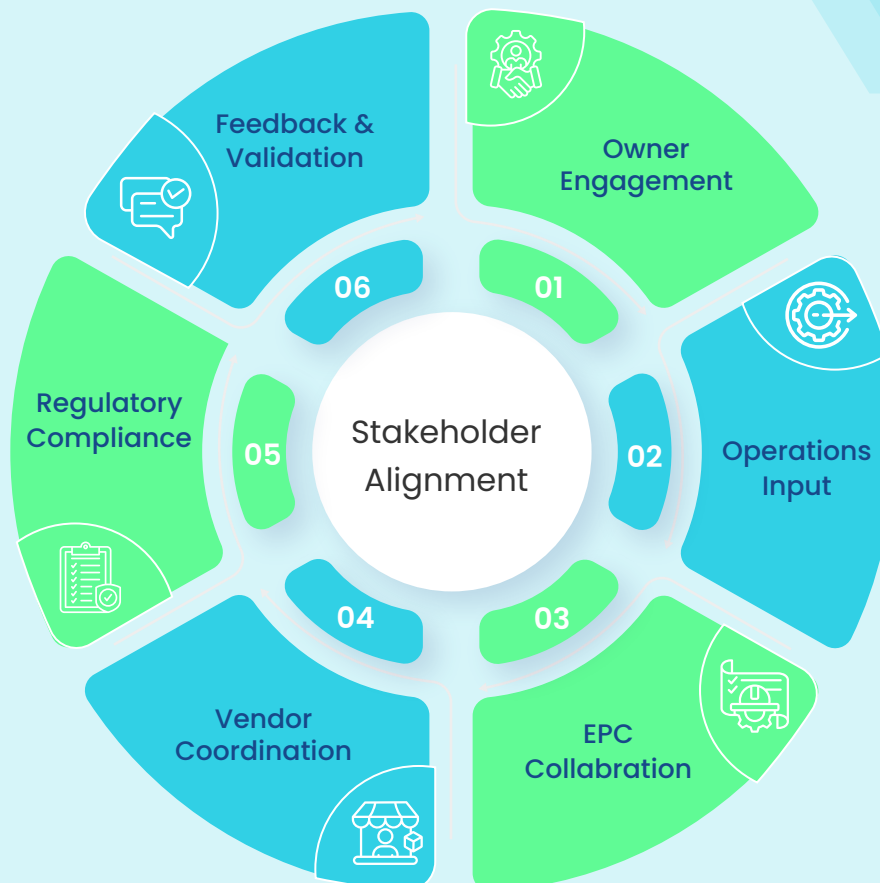 Stakeholder
Alignment
01
Owner
Engagement
02
Operations
Input
03
EPC
Collabration
04
Vendor
Coordination
05
Regulatory
Compliance
06
Feedback &
Validation